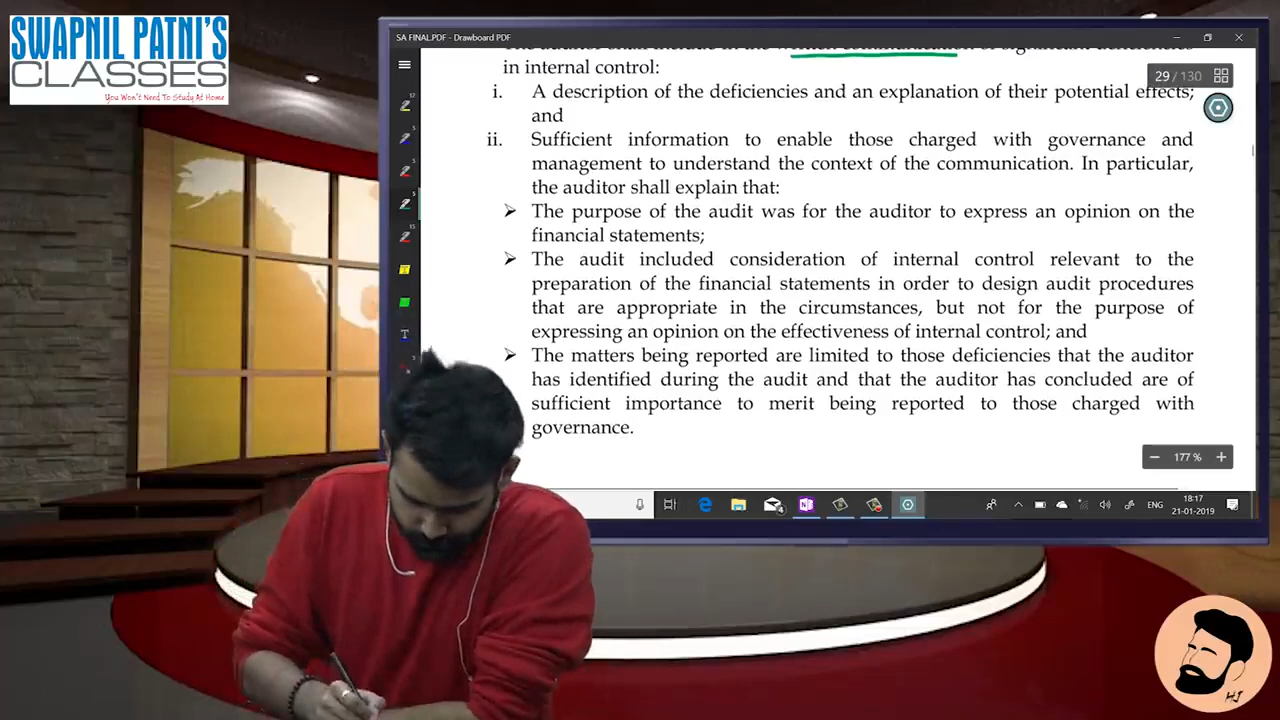 SWAPNIL PATNI'S
CLASSES
You Won't Need To Study At Home
SA FINAL.PDF - Drawboard PDF
29 / 130
in internal control:
i. A description of the deficiencies and an explanation of their potential effects;
and
ii. Sufficient information to enable those charged with governance and
management to understand the context of the communication. In particular,
the auditor shall explain that:
➢ The purpose of the audit was for the auditor to express an opinion on the
financial statements;
➢ The audit included consideration of internal control relevant to the
preparation of the financial statements in order to design audit procedures
that are appropriate in the circumstances, but not for the purpose of
expressing an opinion on the effectiveness of internal control; and
➢ The matters being reported are limited to those deficiencies that the auditor
has identified during the audit and that the auditor has concluded are of
sufficient importance to merit being reported to those charged with
governance.
177 %
ENG
18:17
21-01-2019